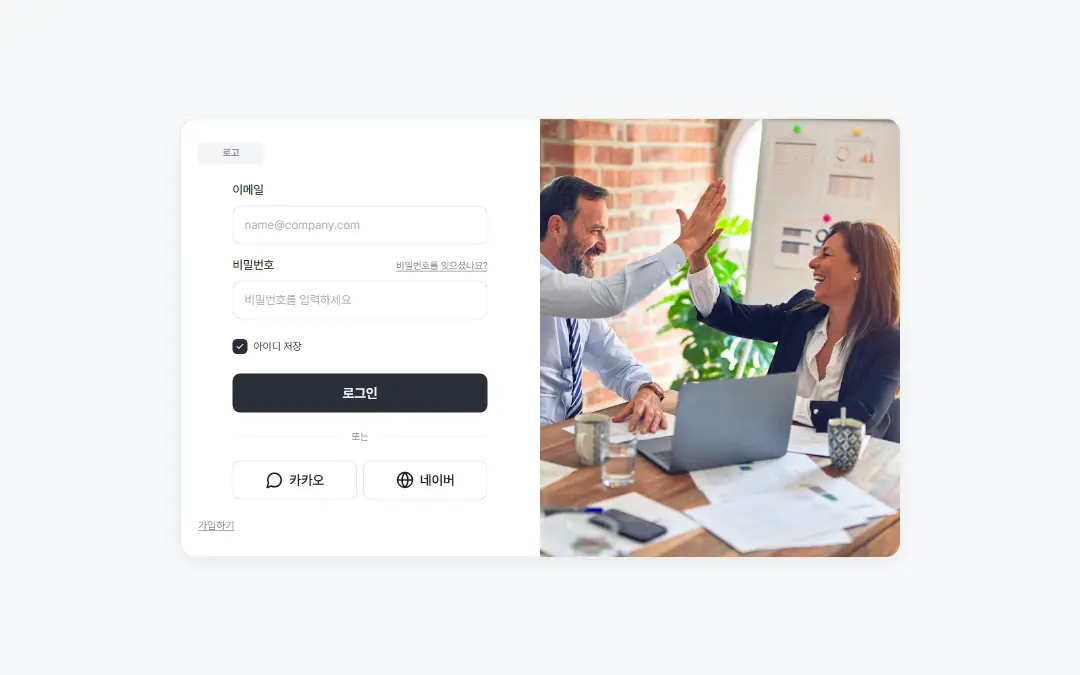 로고
이메일
name@company.com
비밀번호 비밀번호를 잊으셨나요?
비밀번호를 입력하세요
아이디 저장
로그인
또는
카카오 네이버
가입하기